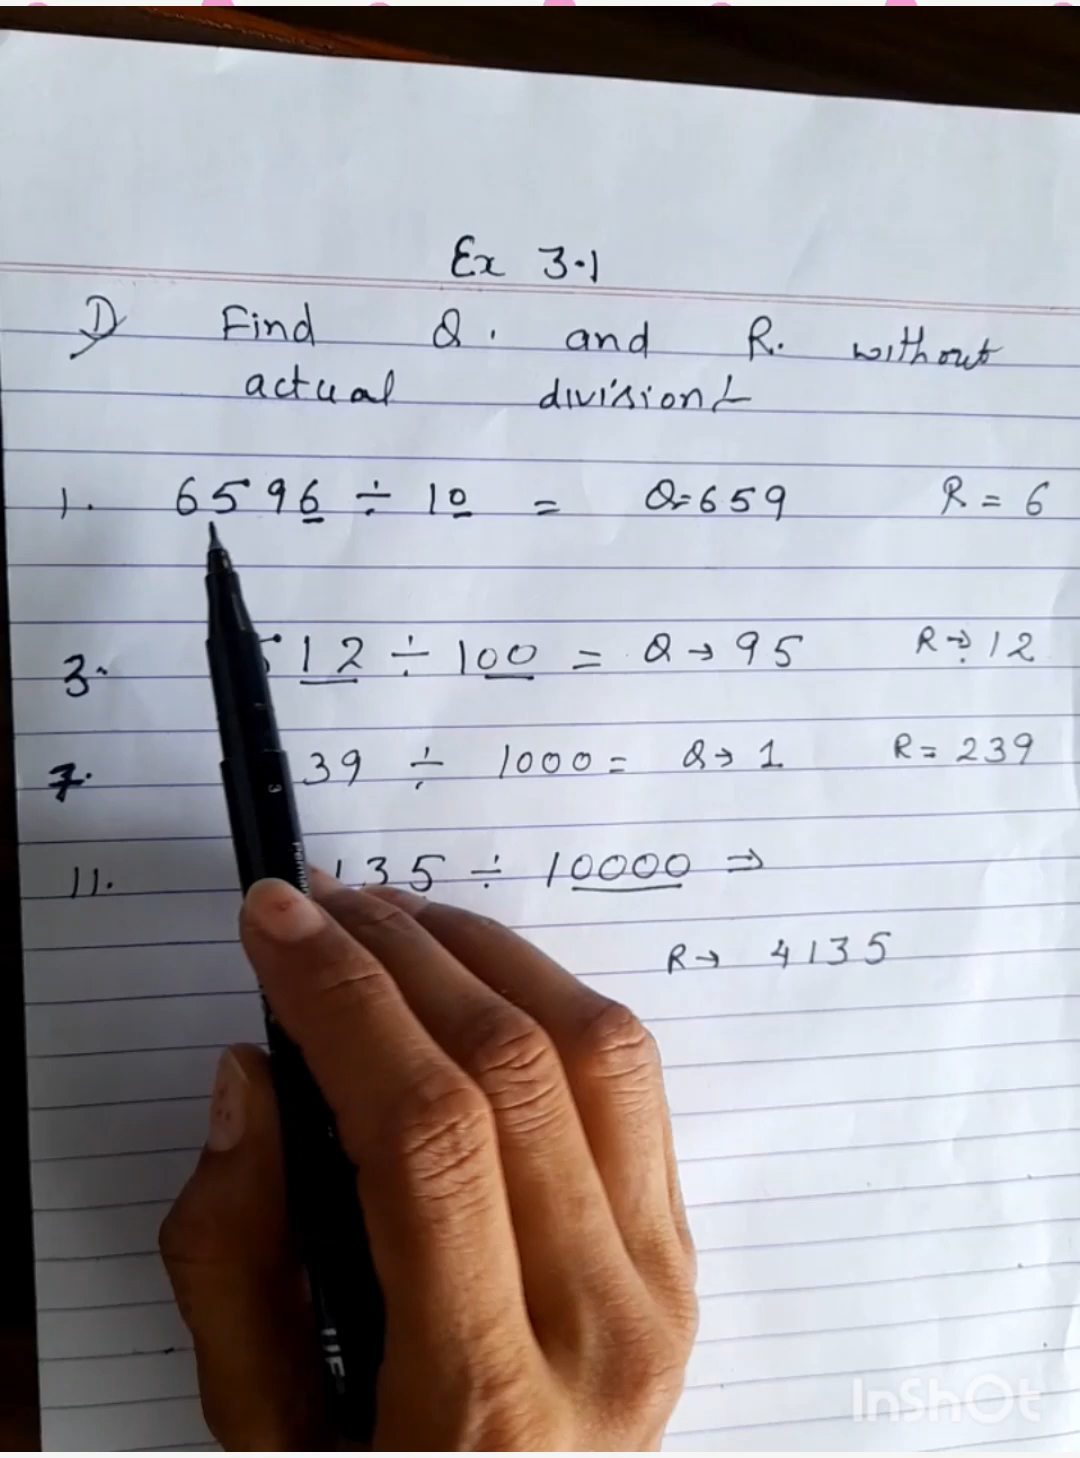 Ex 3.1
D Find Q. and R. without
actual division:-
1. 6596 ÷ 10 = Q=659 R = 6
3. 512 ÷ 100 = Q → 95 R → 12
7. 39 ÷ 1000 = Q → 1 R = 239
11. 135 ÷ 10000 ⇒
R → 4135
InShOt